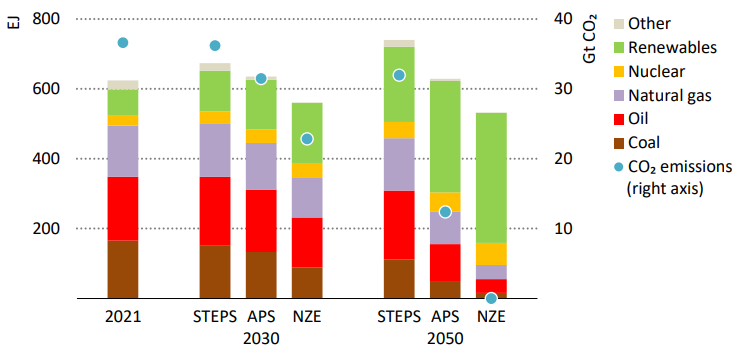 EJ
800
600
400
200
40
30
20
10
Gt CO₂
Other
Renewables
Nuclear
Natural gas
Oil
Coal
CO₂ emissions
(right axis)
2021
STEPS APS NZE
2030
STEPS APS NZE
2050